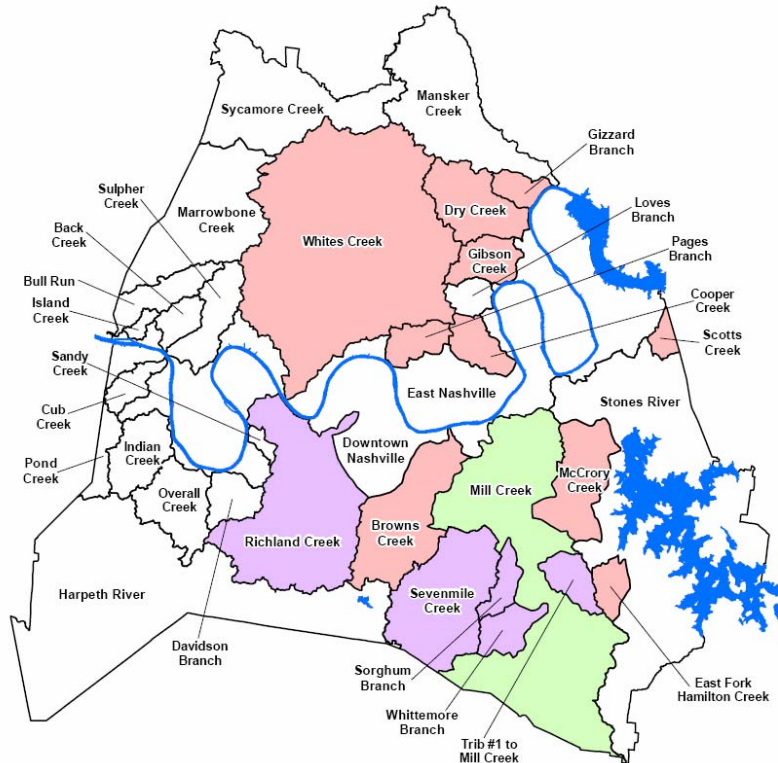 Sycamore Creek
Mansker
Creek
Gizzard
Branch
Sulpher
Creek
Loves
Branch
Dry Creek
Marrowbone
Creek
Back
Creek
Whites Creek
Pages
Branch
Gibson
Creek
Bull Run
Cooper
Creek
Island
Creek
Scotts
Creek
Sandy
Creek
East Nashville
Stones River
Cub
Creek
Downtown
Nashville
Indian
Creek
Pond
Creek
McCrory
Creek
Mill Creek
Overall
Creek
Browns
Creek
Richland Creek
Sevenmile
Creek
Harpeth River
Davidson
Branch
Sorghum
Branch
East Fork
Hamilton Creek
Whittemore
Branch
Trib #1 to
Mill Creek